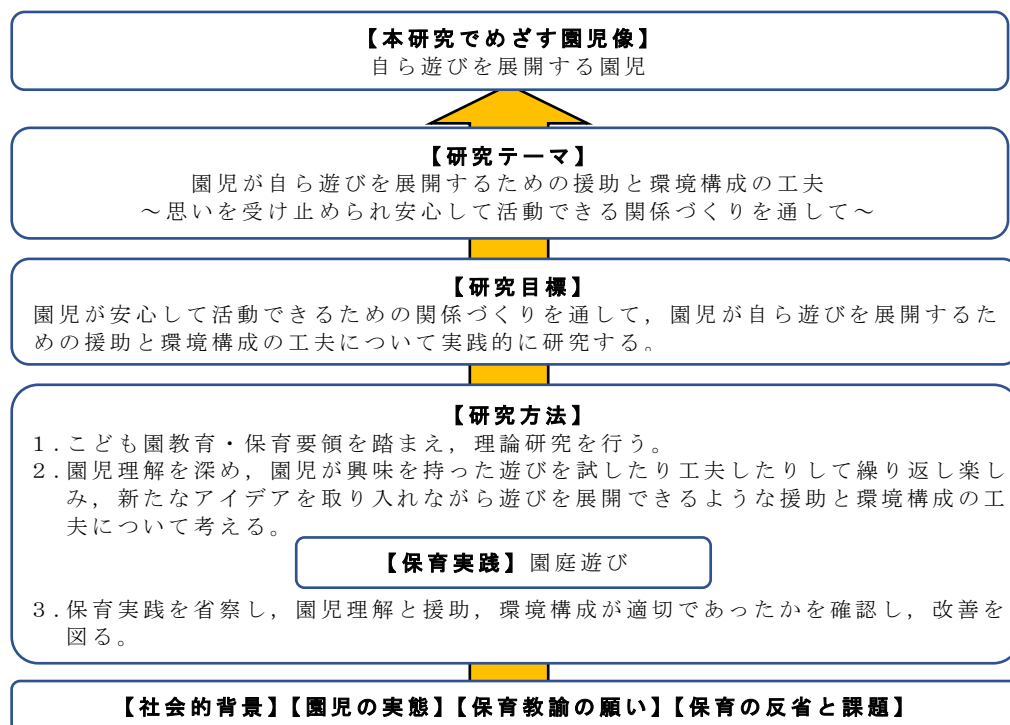 【本研究でめざす園児像】
自ら遊びを展開する園児
【研究テーマ】
園児が自ら遊びを展開するための援助と環境構成の工夫
～思いを受け止められ安心して活動できる関係づくりを通して～
【研究目標】
園児が安心して活動できるための関係づくりを通して，園児が自ら遊びを展開するた
めの援助と環境構成の工夫について実践的に研究する。
【研究方法】
１.こども園教育・保育要領を踏まえ，理論研究を行う。
２.園児理解を深め，園児が興味を持った遊びを試したり工夫したりして繰り返し楽し
み，新たなアイデアを取り入れながら遊びを展開できるような援助と環境構成の工
夫について考える。
【保育実践】園庭遊び
３.保育実践を省察し，園児理解と援助，環境構成が適切であったかを確認し，改善を
図る。
【社会的背景】【園児の実態】【保育教諭の願い】【保育の反省と課題】